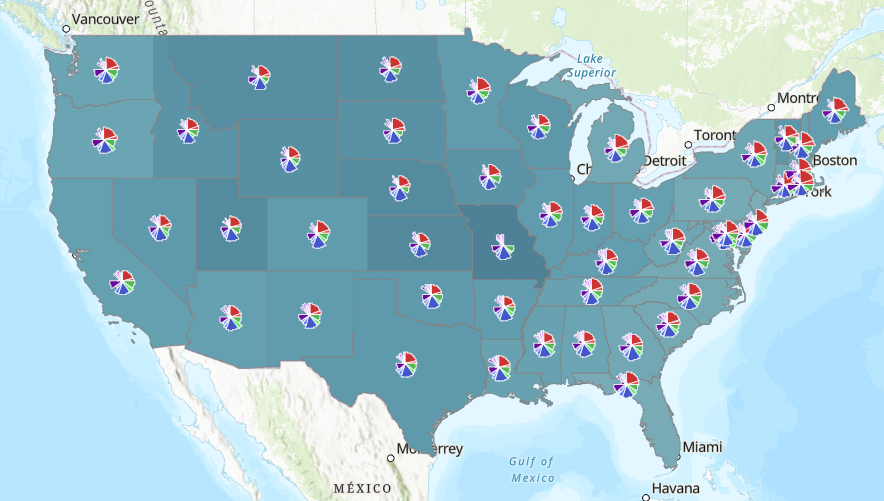 Vancouver
ounta
Lake
Superior
Montre
Toront
Ch
Detroit
Boston
ork
Monterrey
Miami
Gulf of
Mexico
MÉXICO
Havana